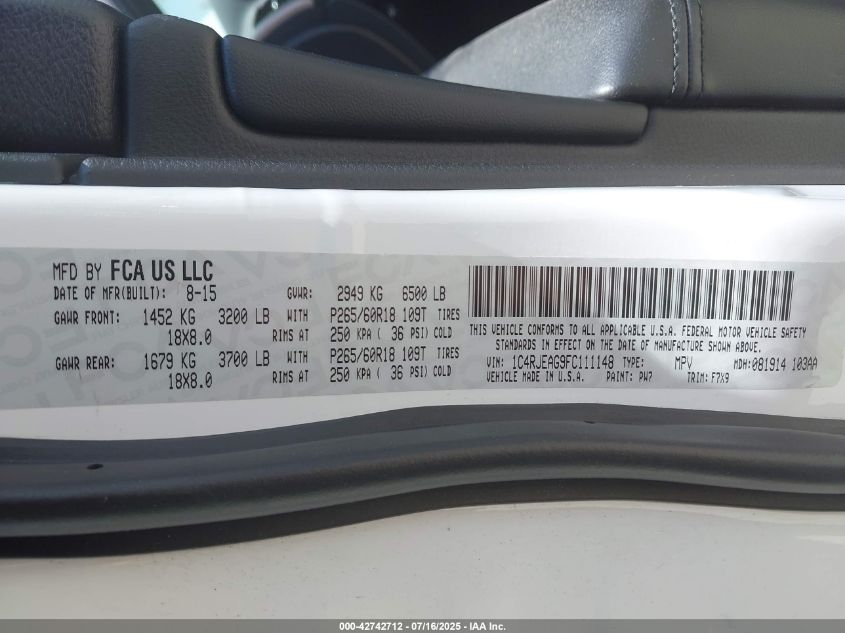 MFD BY FCA US LLC
DATE OF MFR(BUILT): 8-15 GVWR: 2949 KG 6500 LB
GAWR FRONT: 1452 KG 3200 LB WITH P265/60R18 109T TIRES
18X8.0 RIMS AT 250 KPA ( 36 PSI) COLD
GAWR REAR: 1679 KG 3700 LB WITH P265/60R18 109T TIRES
18X8.0 RIMS AT 250 KPA ( 36 PSI) COLD
THIS VEHICLE CONFORMS TO ALL APPLICABLE U.S.A. FEDERAL MOTOR VEHICLE SAFETY
STANDARDS IN EFFECT ON THE DATE OF MANUFACTURE SHOWN ABOVE.
VIN: 1C4RJEAG9FC111148 TYPE: MPV MDH:081914 103AA
VEHICLE MADE IN U.S.A. PAINT: PW7 TRIM: F7X9
000-42742712 - 07/16/2025 - IAA Inc.